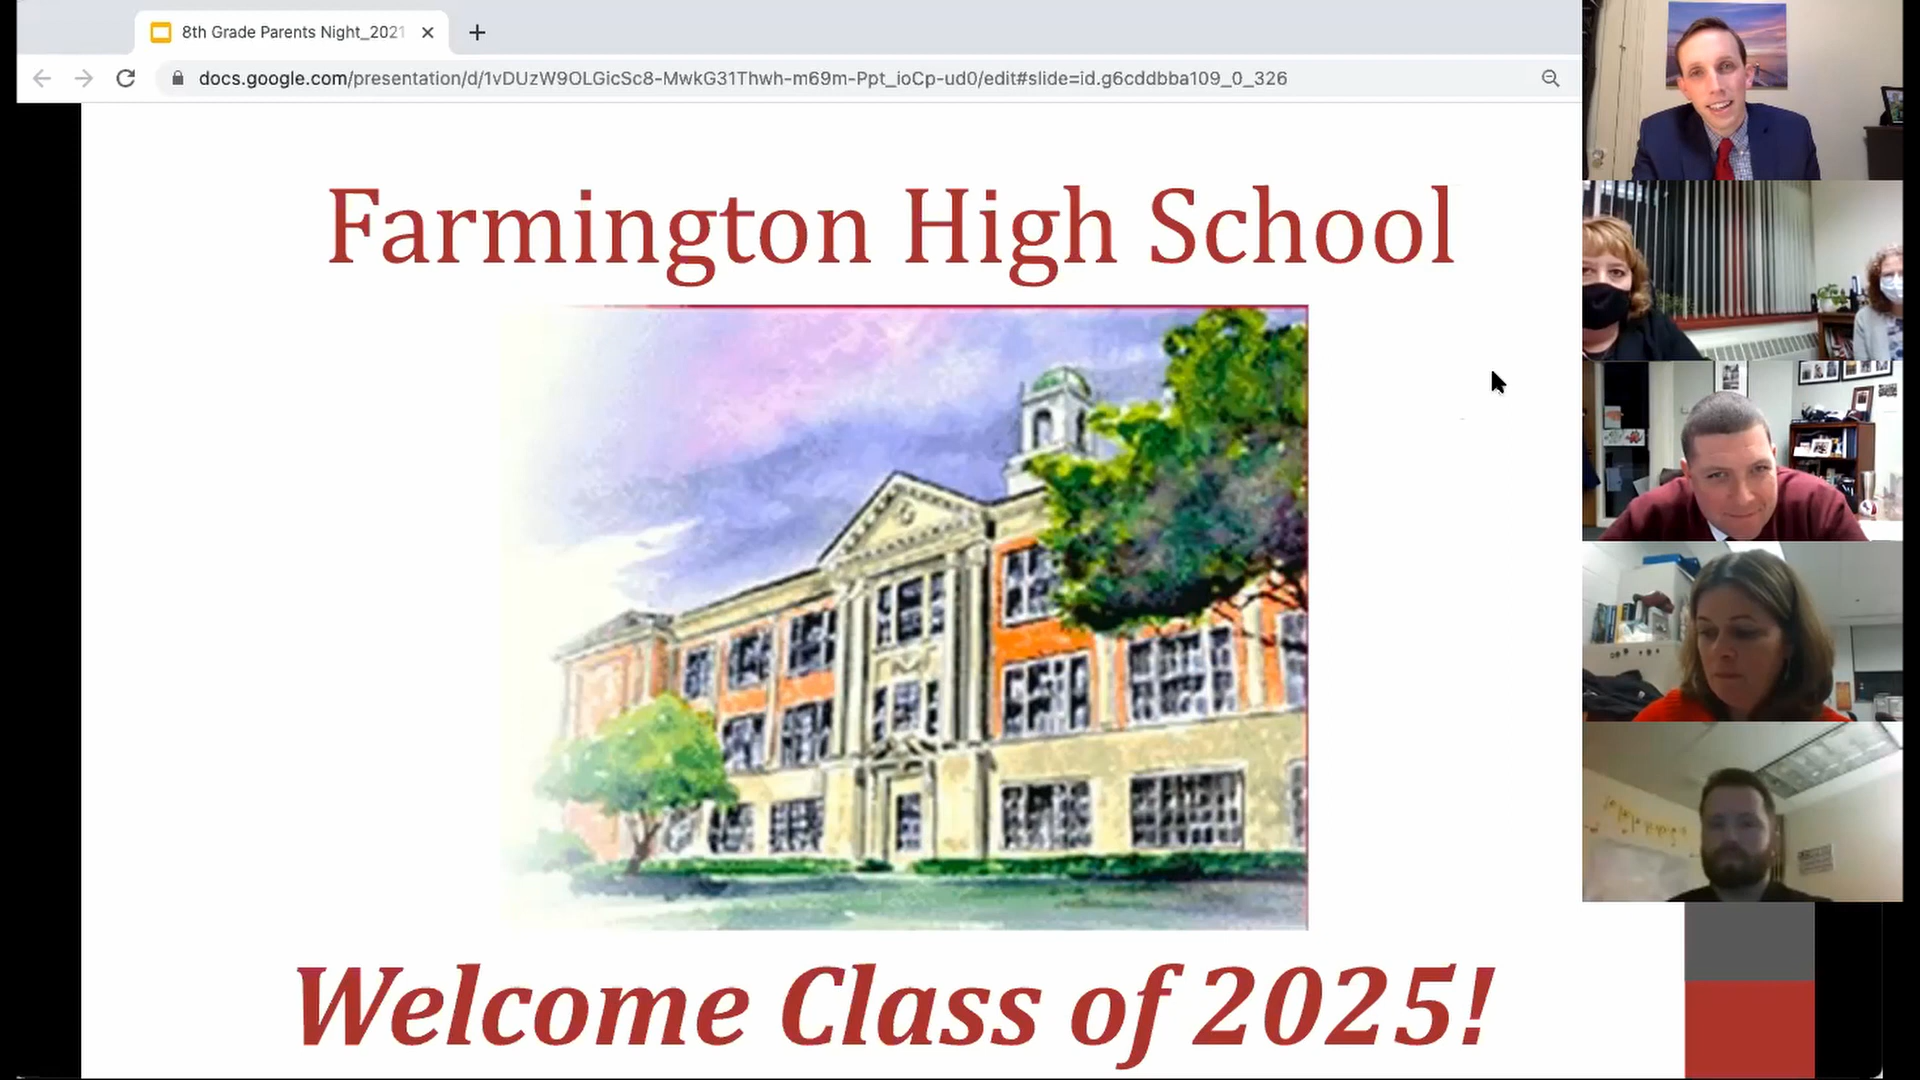 8th Grade Parents Night_2021
docs.google.com/presentation/d/1vDUzW9OLGicSc8-MwkG31Thwh-m69m-Ppt_ioCp-ud0/edit#slide=id.g6cddbba109_0_326
Farmington High School
Welcome Class of 2025!